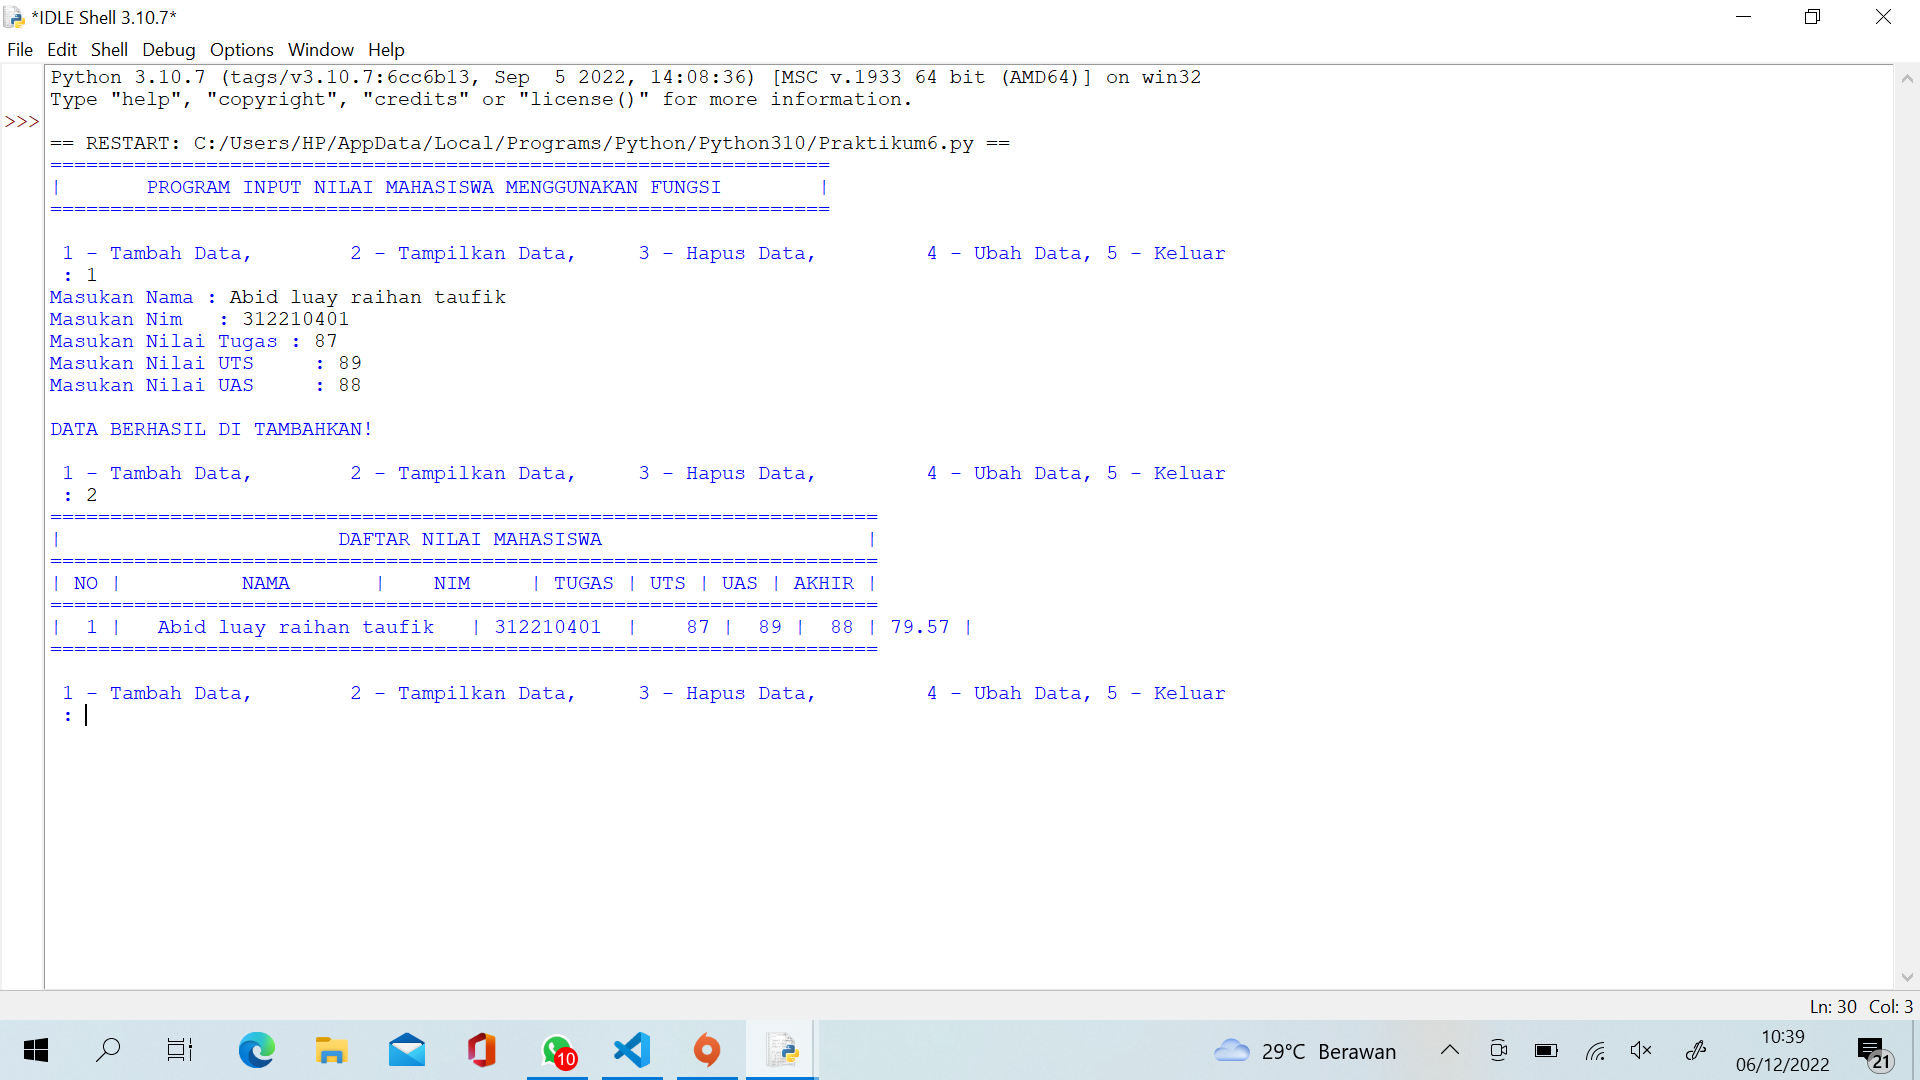 *IDLE Shell 3.10.7*
File Edit Shell Debug Options Window Help
Python 3.10.7 (tags/v3.10.7:6cc6b13, Sep  5 2022, 14:08:36) [MSC v.1933 64 bit (AMD64)] on win32
Type "help", "copyright", "credits" or "license()" for more information.
>>>
== RESTART: C:/Users/HP/AppData/Local/Programs/Python/Python310/Praktikum6.py ==
=================================================================
|       PROGRAM INPUT NILAI MAHASISWA MENGGUNAKAN FUNGSI        |
=================================================================
 1 - Tambah Data,        2 - Tampilkan Data,     3 - Hapus Data,         4 - Ubah Data, 5 - Keluar
 : 1
Masukan Nama : Abid luay raihan taufik
Masukan Nim   : 312210401
Masukan Nilai Tugas : 87
Masukan Nilai UTS     : 89
Masukan Nilai UAS     : 88
DATA BERHASIL DI TAMBAHKAN!
 1 - Tambah Data,        2 - Tampilkan Data,     3 - Hapus Data,         4 - Ubah Data, 5 - Keluar
 : 2
=====================================================================
|                       DAFTAR NILAI MAHASISWA                      |
=====================================================================
| NO |          NAMA       |    NIM     | TUGAS | UTS | UAS | AKHIR |
=====================================================================
|  1 |   Abid luay raihan taufik   | 312210401  |    87 |  89 |  88 | 79.57 |
=====================================================================
 1 - Tambah Data,        2 - Tampilkan Data,     3 - Hapus Data,         4 - Ubah Data, 5 - Keluar
 :
Ln: 30 Col: 3
10
29°C Berawan
10:39
06/12/2022
21